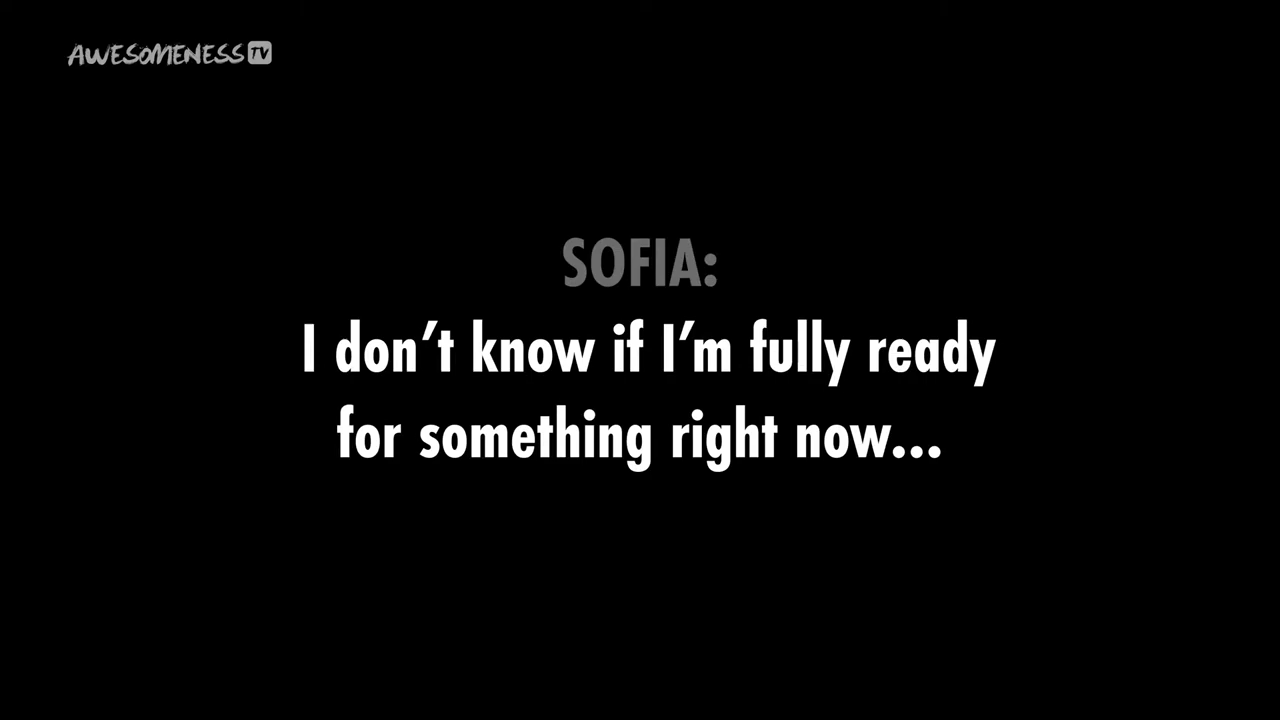 AWESOMENESS TV
SOFIA:
I don’t know if I’m fully ready
for something right now...